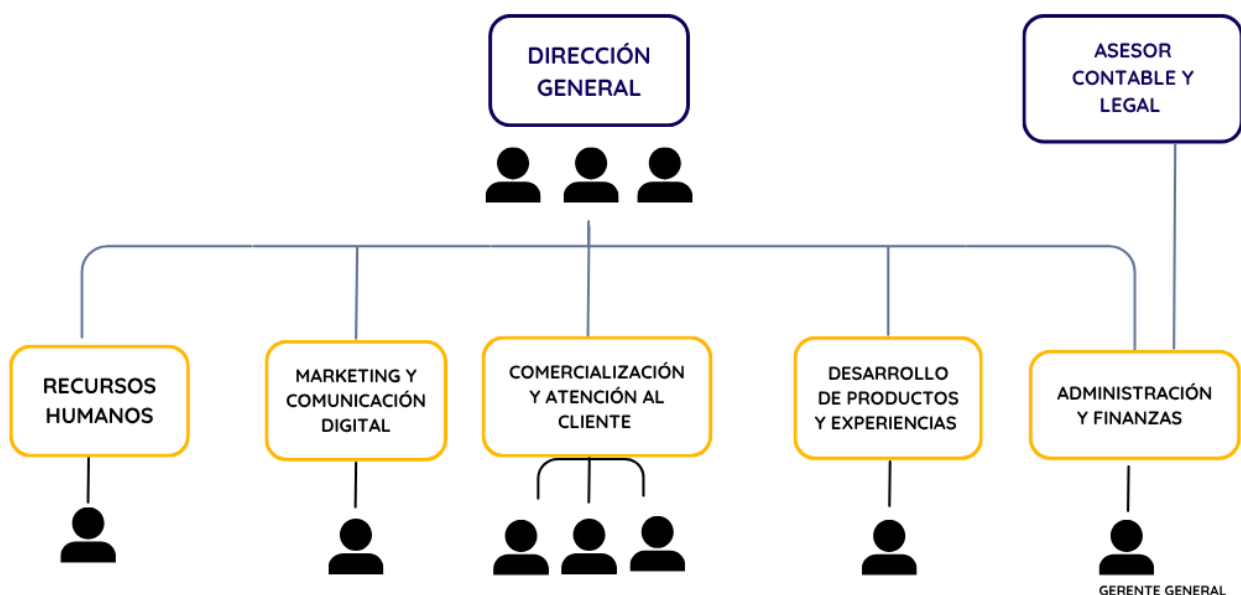 DIRECCIÓN
GENERAL
ASESOR
CONTABLE Y
LEGAL
RECURSOS
HUMANOS
MARKETING Y
COMUNICACIÓN
DIGITAL
COMERCIALIZACIÓN
Y ATENCIÓN AL
CLIENTE
DESARROLLO
DE PRODUCTOS
Y EXPERIENCIAS
ADMINISTRACIÓN
Y FINANZAS
GERENTE GENERAL